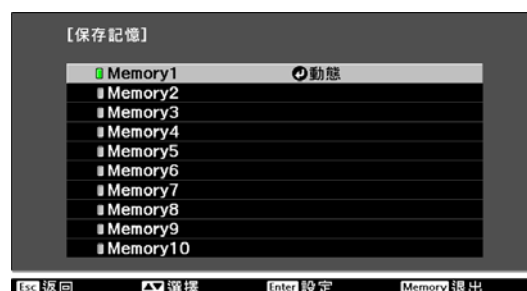 [保存記憶]
Memory1 動態
Memory2
Memory3
Memory4
Memory5
Memory6
Memory7
Memory8
Memory9
Memory10
Esc 返回 選擇 Enter 設定 Memory 退出